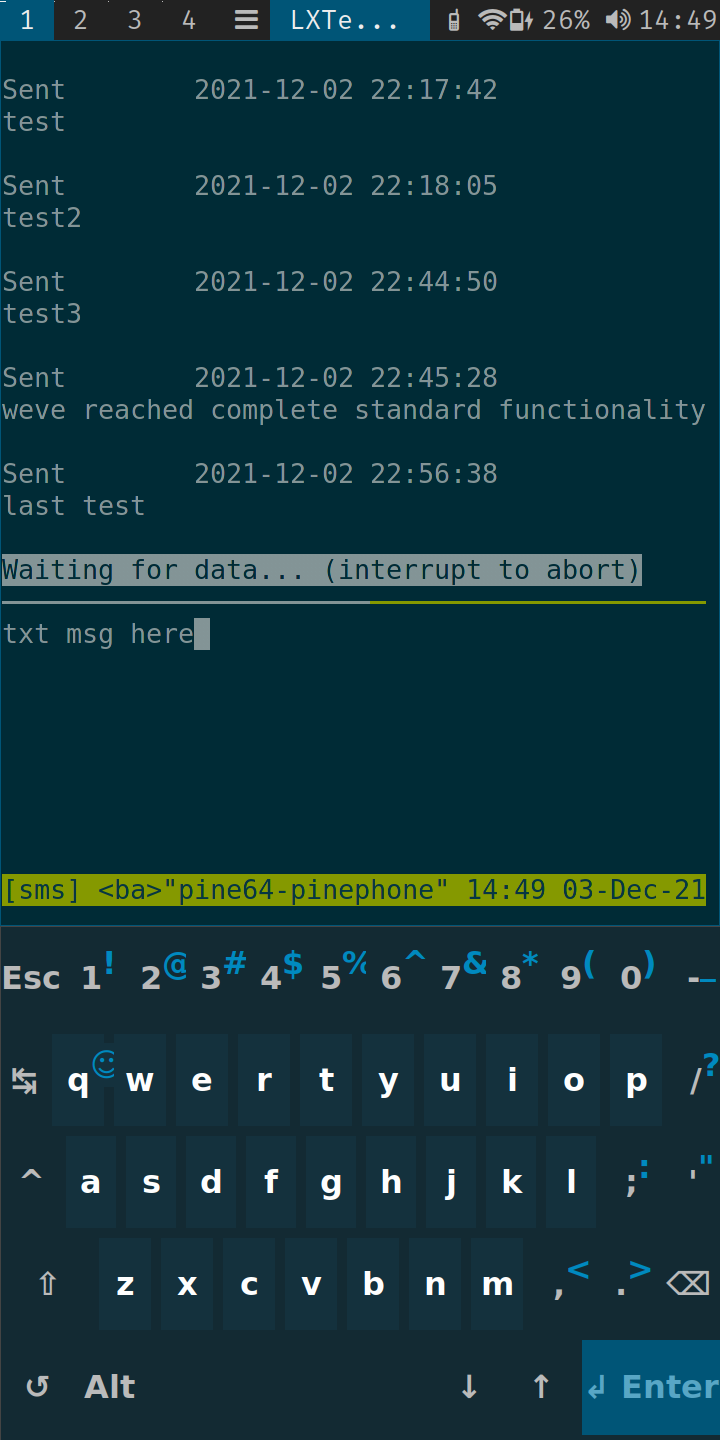 1 2 3 4 ☰ LXTe... 26% 14:49
Sent 2021-12-02 22:17:42
test
Sent 2021-12-02 22:18:05
test2
Sent 2021-12-02 22:44:50
test3
Sent 2021-12-02 22:45:28
weve reached complete standard functionality
Sent 2021-12-02 22:56:38
last test
Waiting for data... (interrupt to abort)
txt msg here
[sms] <ba>"pine64-pinephone" 14:49 03-Dec-21
Esc 1! 2@ 3# 4$ 5% 6^ 7& 8* 9( 0) -_
↹ q☺ w e r t y u i o p /?
^ a s d f g h j k l ;: '"
⇧ z x c v b n m ,< .> ⌫
↺ Alt ↓ ↑ ↲ Enter